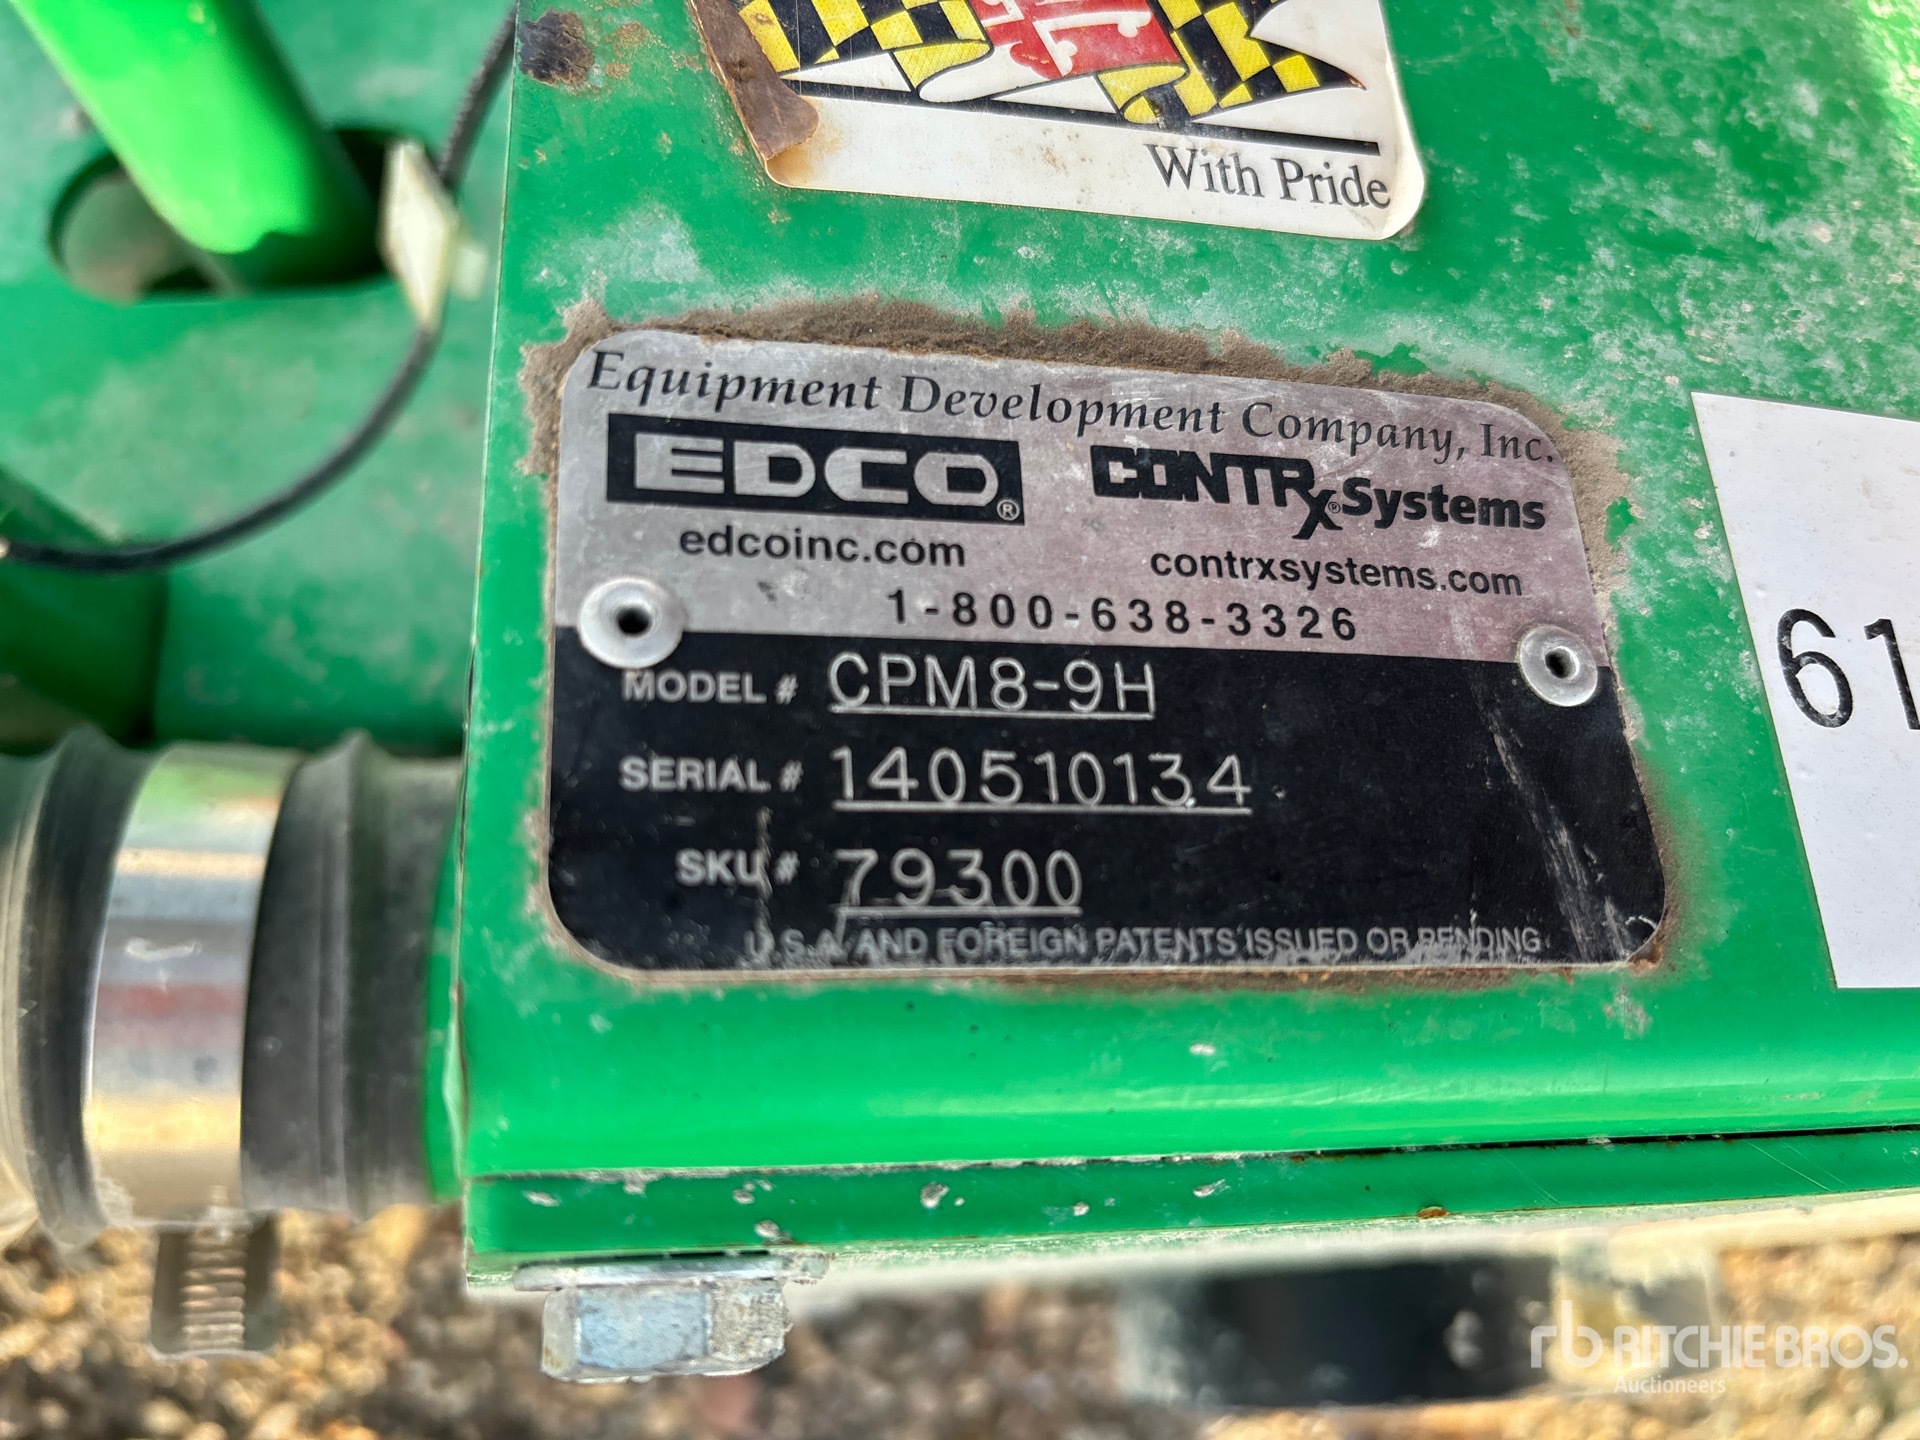 With Pride
Equipment Development Company, Inc.
EDCO® CONTRx® Systems
edcoinc.com contrxsystems.com
1-800-638-3326
MODEL # CPM8-9H
SERIAL # 140510134
SKU # 79300
U.S.A. AND FOREIGN PATENTS ISSUED OR PENDING
61
rb RITCHIE BROS.
Auctioneers